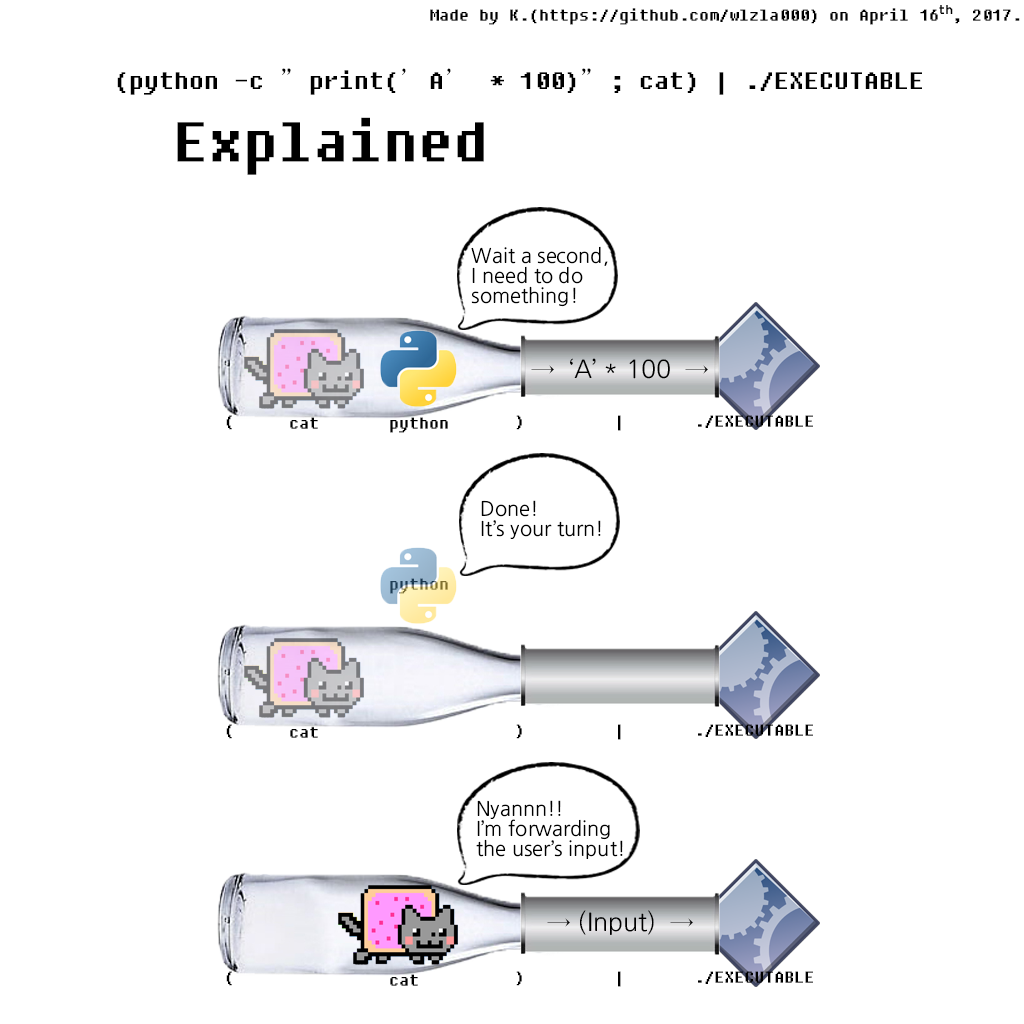 Made by K.(https://github.com/wlzla000) on April 16th, 2017.
(python -c ” print(’ A’ * 100)” ; cat) | ./EXECUTABLE
Explained
Wait a second,
I need to do
something!
→ ‘A’ * 100 →
( cat python ) | ./EXECUTABLE
Done!
It’s your turn!
python
( cat ) | ./EXECUTABLE
Nyannn!!
I’m forwarding
the user’s input!
→ (Input) →
( cat ) | ./EXECUTABLE